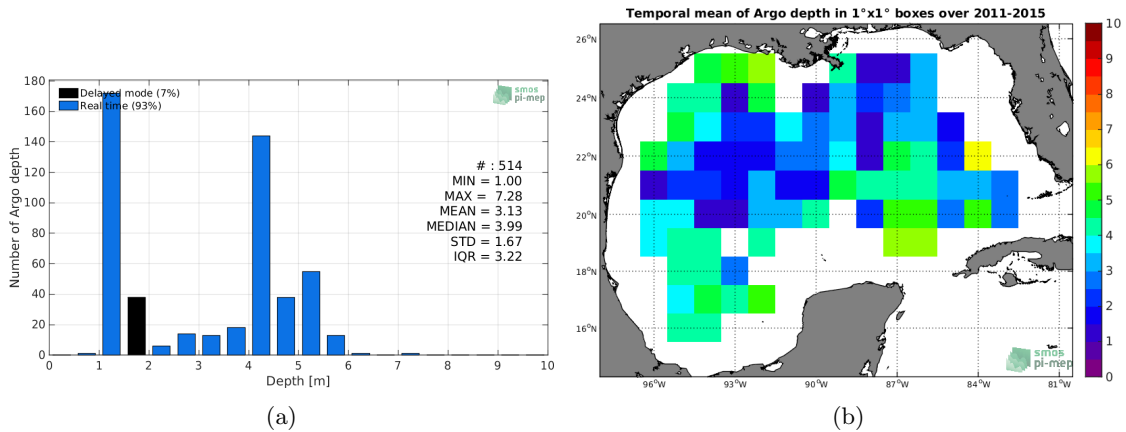 180
160
140
120
100
80
60
40
20
0
Number of Argo depth
Delayed mode (7%)
Real time (93%)
smos
pi-mep
# : 514
MIN = 1.00
MAX = 7.28
MEAN = 3.13
MEDIAN = 3.99
STD = 1.67
IQR = 3.22
0 1 2 3 4 5 6 7 8 9 10
Depth [m]
(a)
Temporal mean of Argo depth in 1°x1° boxes over 2011-2015
26°N
24°N
22°N
20°N
18°N
16°N
96°W 93°W 90°W 87°W 84°W 81°W
smos
pi-mep
10
9
8
7
6
5
4
3
2
1
0
(b)